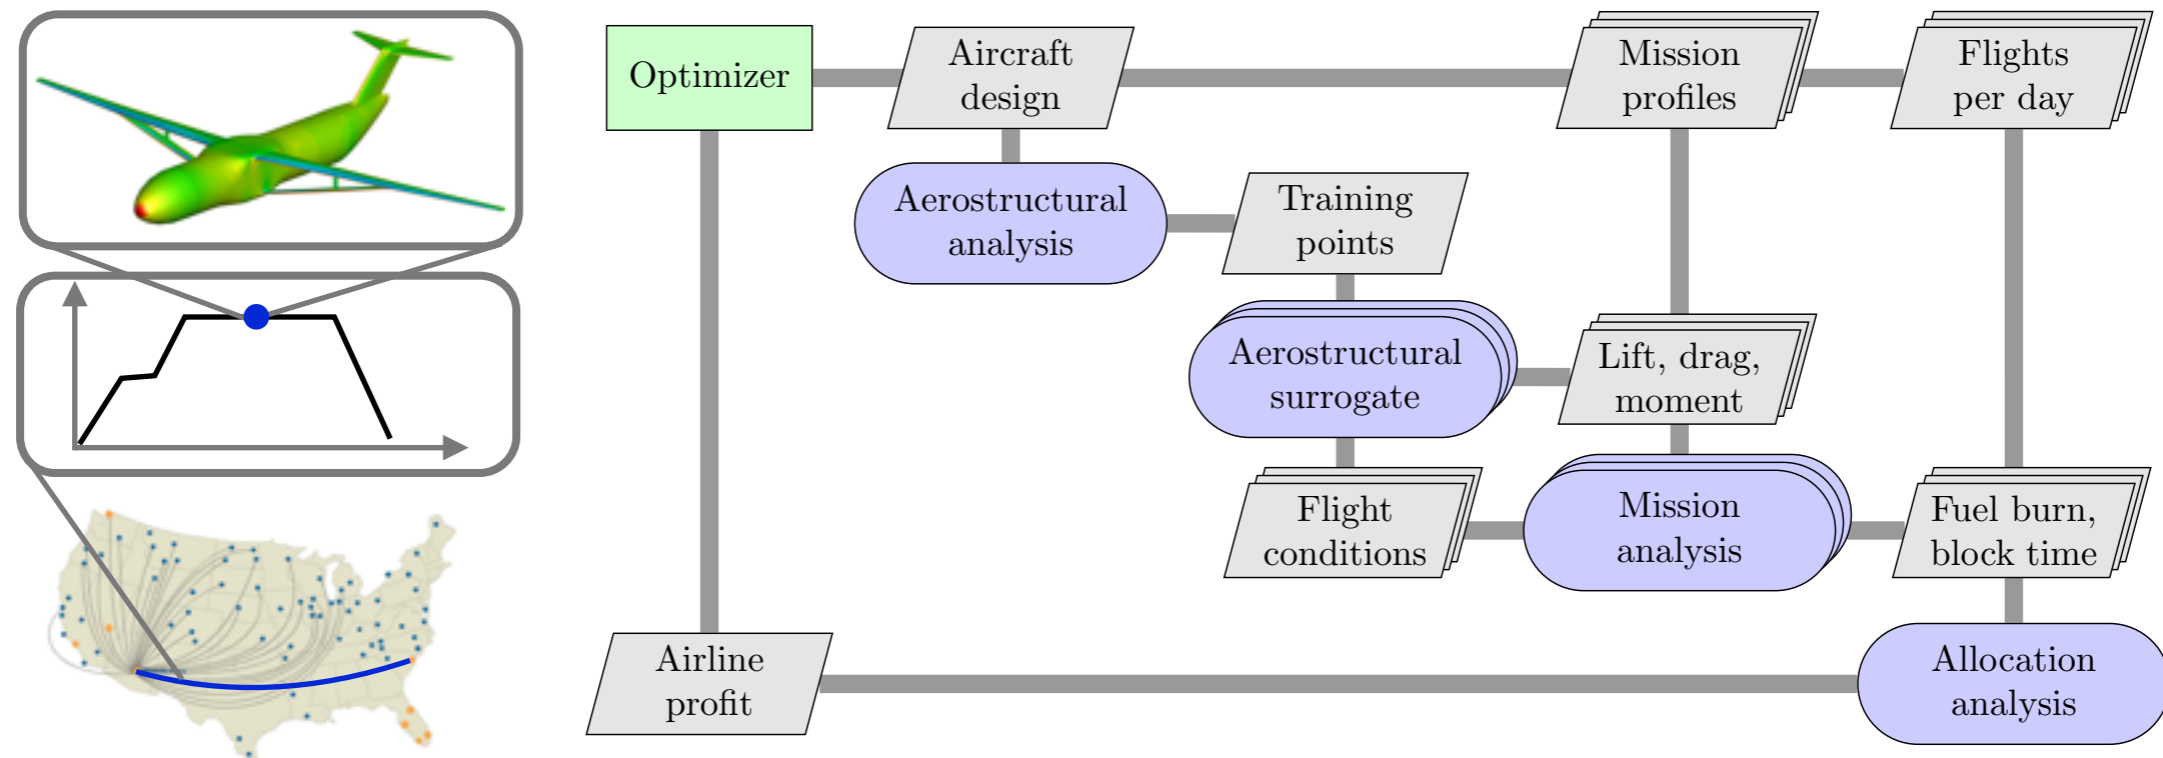 Optimizer
Aircraft
design
Mission
profiles
Flights
per day
Aerostructural
analysis
Training
points
Aerostructural
surrogate
Lift, drag,
moment
Flight
conditions
Mission
analysis
Fuel burn,
block time
Airline
profit
Allocation
analysis